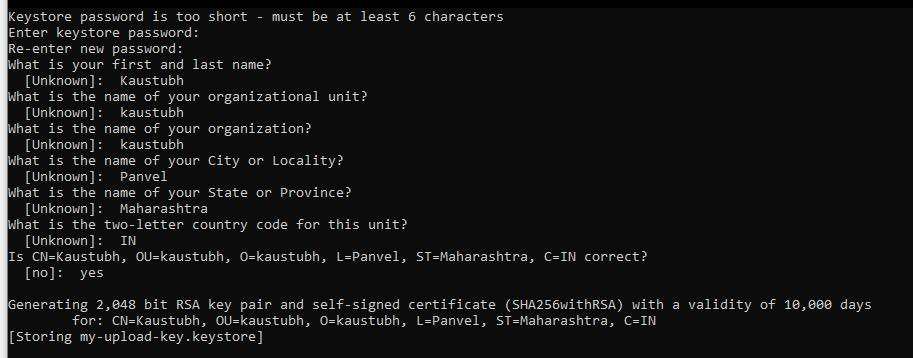 Keystore password is too short - must be at least 6 characters
Enter keystore password:
Re-enter new password:
What is your first and last name?
  [Unknown]:  Kaustubh
What is the name of your organizational unit?
  [Unknown]:  kaustubh
What is the name of your organization?
  [Unknown]:  kaustubh
What is the name of your City or Locality?
  [Unknown]:  Panvel
What is the name of your State or Province?
  [Unknown]:  Maharashtra
What is the two-letter country code for this unit?
  [Unknown]:  IN
Is CN=Kaustubh, OU=kaustubh, O=kaustubh, L=Panvel, ST=Maharashtra, C=IN correct?
  [no]:  yes

Generating 2,048 bit RSA key pair and self-signed certificate (SHA256withRSA) with a validity of 10,000 days
        for: CN=Kaustubh, OU=kaustubh, O=kaustubh, L=Panvel, ST=Maharashtra, C=IN
[Storing my-upload-key.keystore]